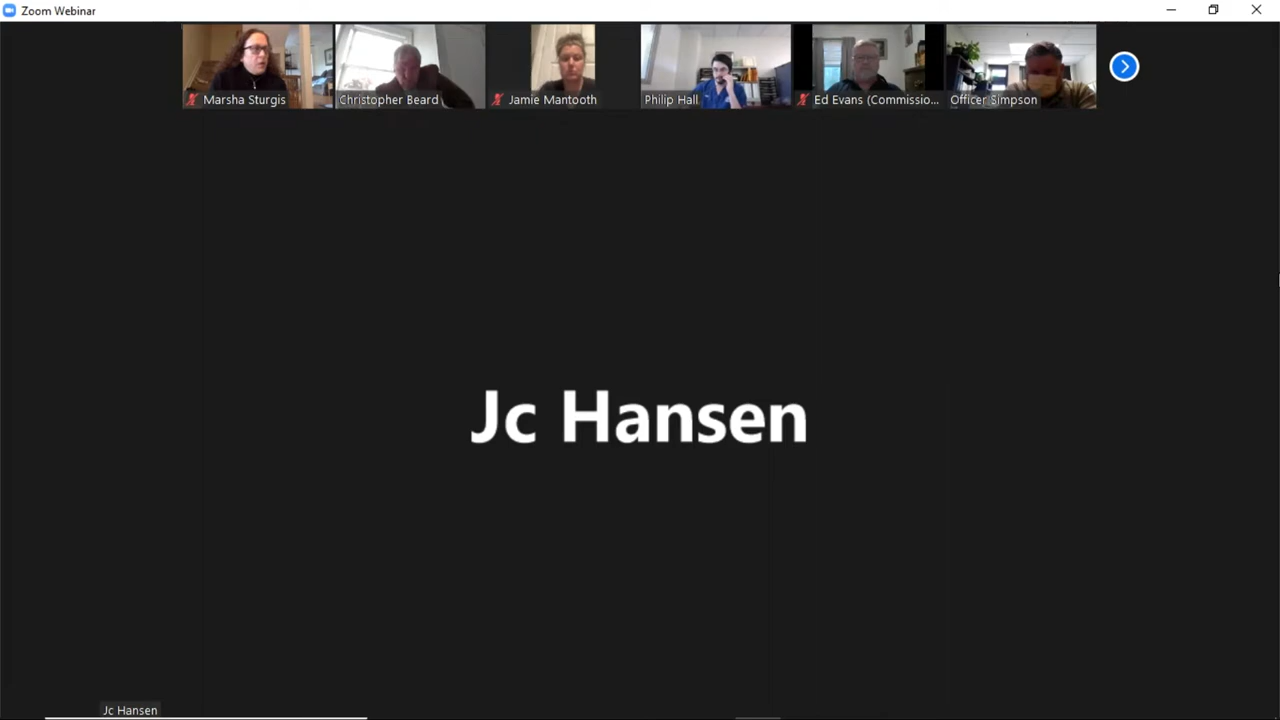 Zoom Webinar
Marsha Sturgis
Christopher Beard
Jamie Mantooth
Philip Hall
Ed Evans (Commissio...
Officer Simpson
Jc Hansen
Jc Hansen